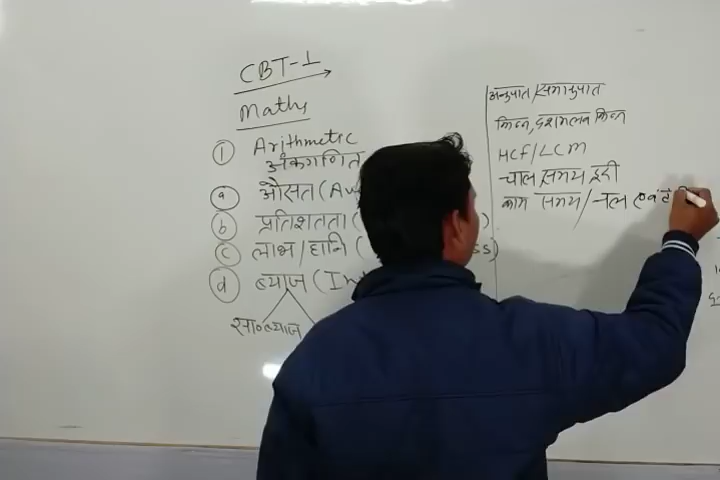 CBT-1
Maths
① Arithmetic
अंकगणित
ⓐ औसत (Av
ⓑ प्रतिशतता (
ⓒ लाभ/हानि (
ⓓ ब्याज (In
सा०ब्याज
अनुपात/समानुपात
भिन्न, दशमलव भिन्न
HCF/LCM
चाल समय दूरी
काम समय/नल एवं टं